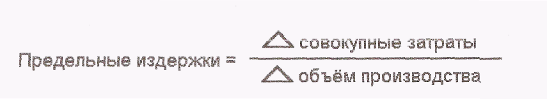 Предельные издержки = △ совокупные затраты
△ объём производства